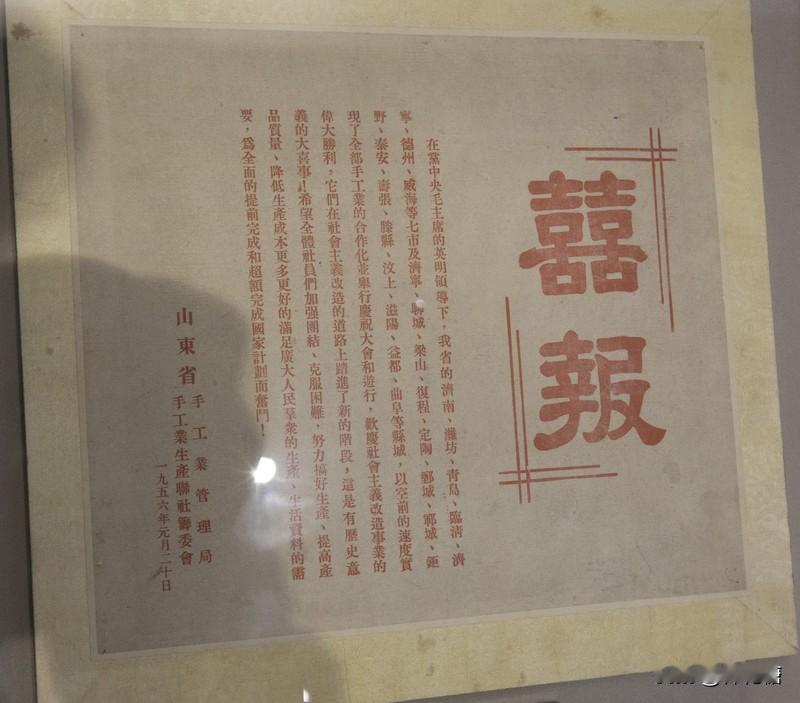 囍報
在黨中央毛主席的英明領導下，我省的濟南、濰坊、青島、臨清、濟
寧、德州、威海等七市及濟寧、聊城、梁山、復程、定陶、鄄城、鄆城、鉅
野、泰安、壽張、滕縣、汶上、滋陽、益都、曲阜等縣城，以空前的速度實
現了全部手工業的合作化並舉行慶祝大會和遊行，歡慶社會主義改造事業的
偉大勝利，它們在社會主義改造的道路上踏進了新的階段，這是有歷史意
義的大喜事！希望全體社員們加强團結、克服困難，努力搞好生產、提高產
品質量、降低生產成本更多更好的滿足廣大人民羣衆的生產、生活資料的需
要，爲全面的提前完成和超額完成國家計劃而奮鬥！
山東省手工業管理局
手工業生產聯社籌委會
一九五六年元月二十日